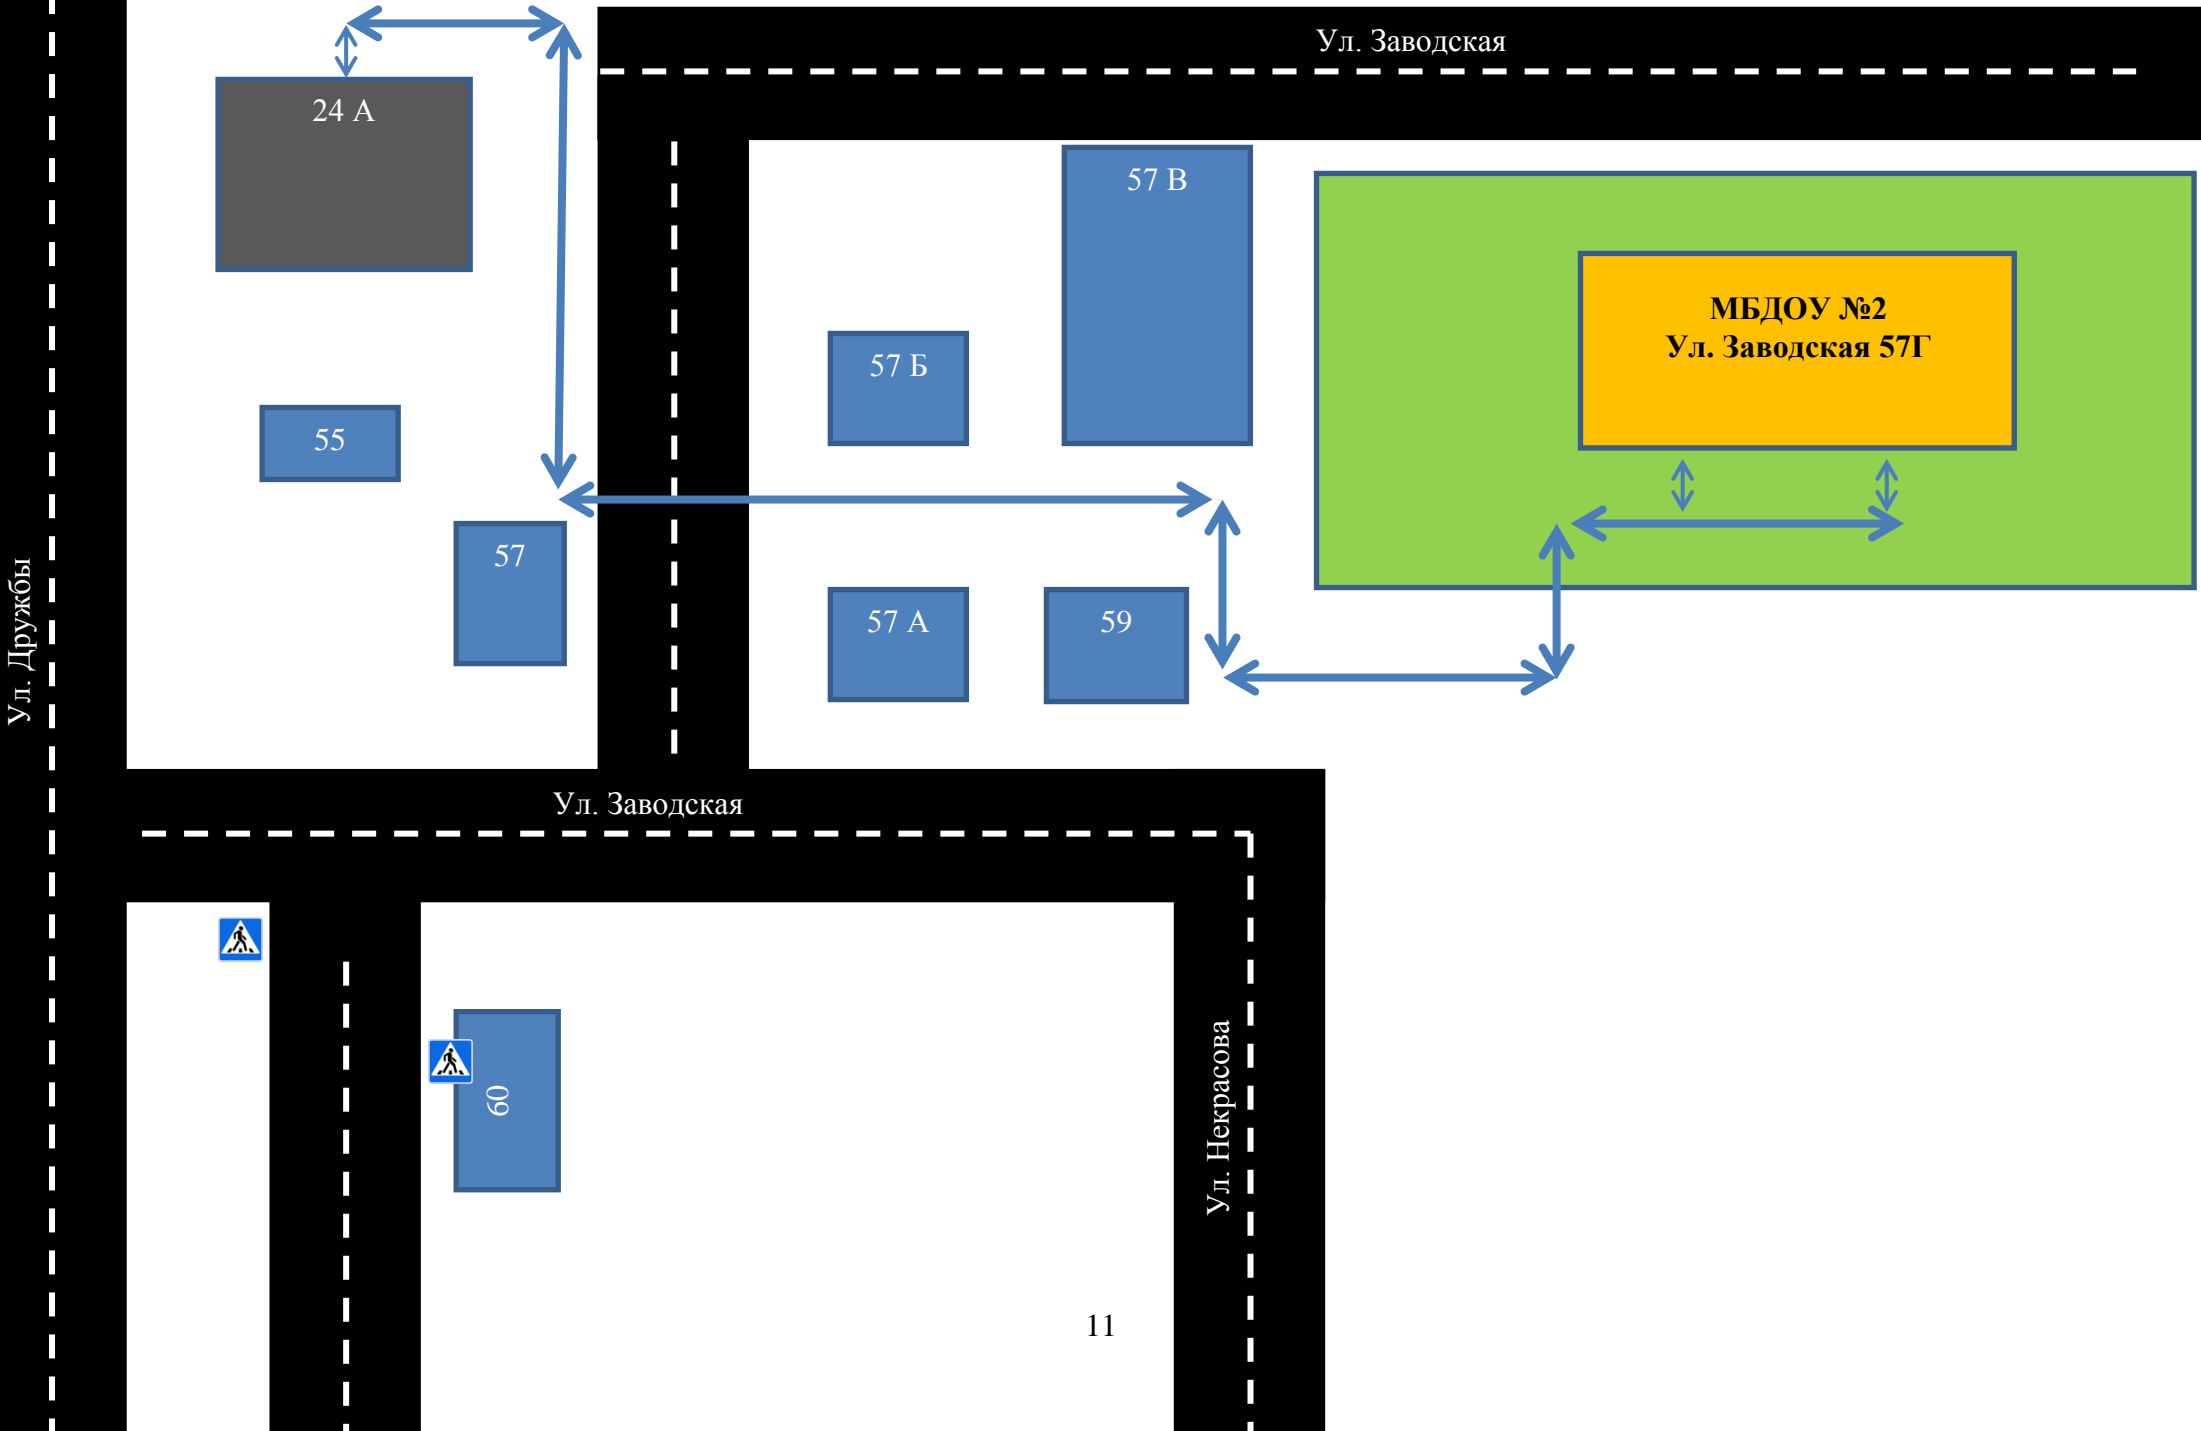 Ул. Заводская
24 А
57 В
МБДОУ №2
Ул. Заводская 57Г
57 Б
55
57
57 А
59
Ул. Дружбы
Ул. Заводская
60
Ул. Некрасова
11